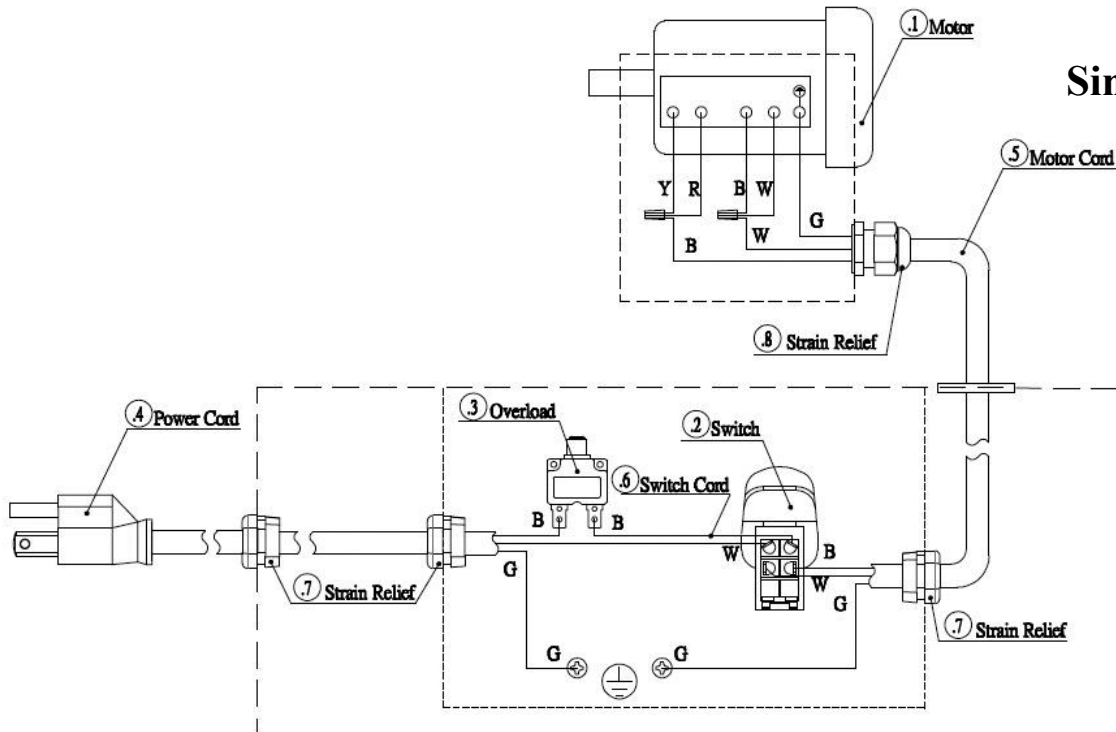 .1 Motor
Sin
.5 Motor Cord
Y R B W
G
B W
.8 Strain Relief
.4 Power Cord
.3 Overload
.2 Switch
.6 Switch Cord
B B
W B
G
W
G
.7 Strain Relief
.7 Strain Relief
G G